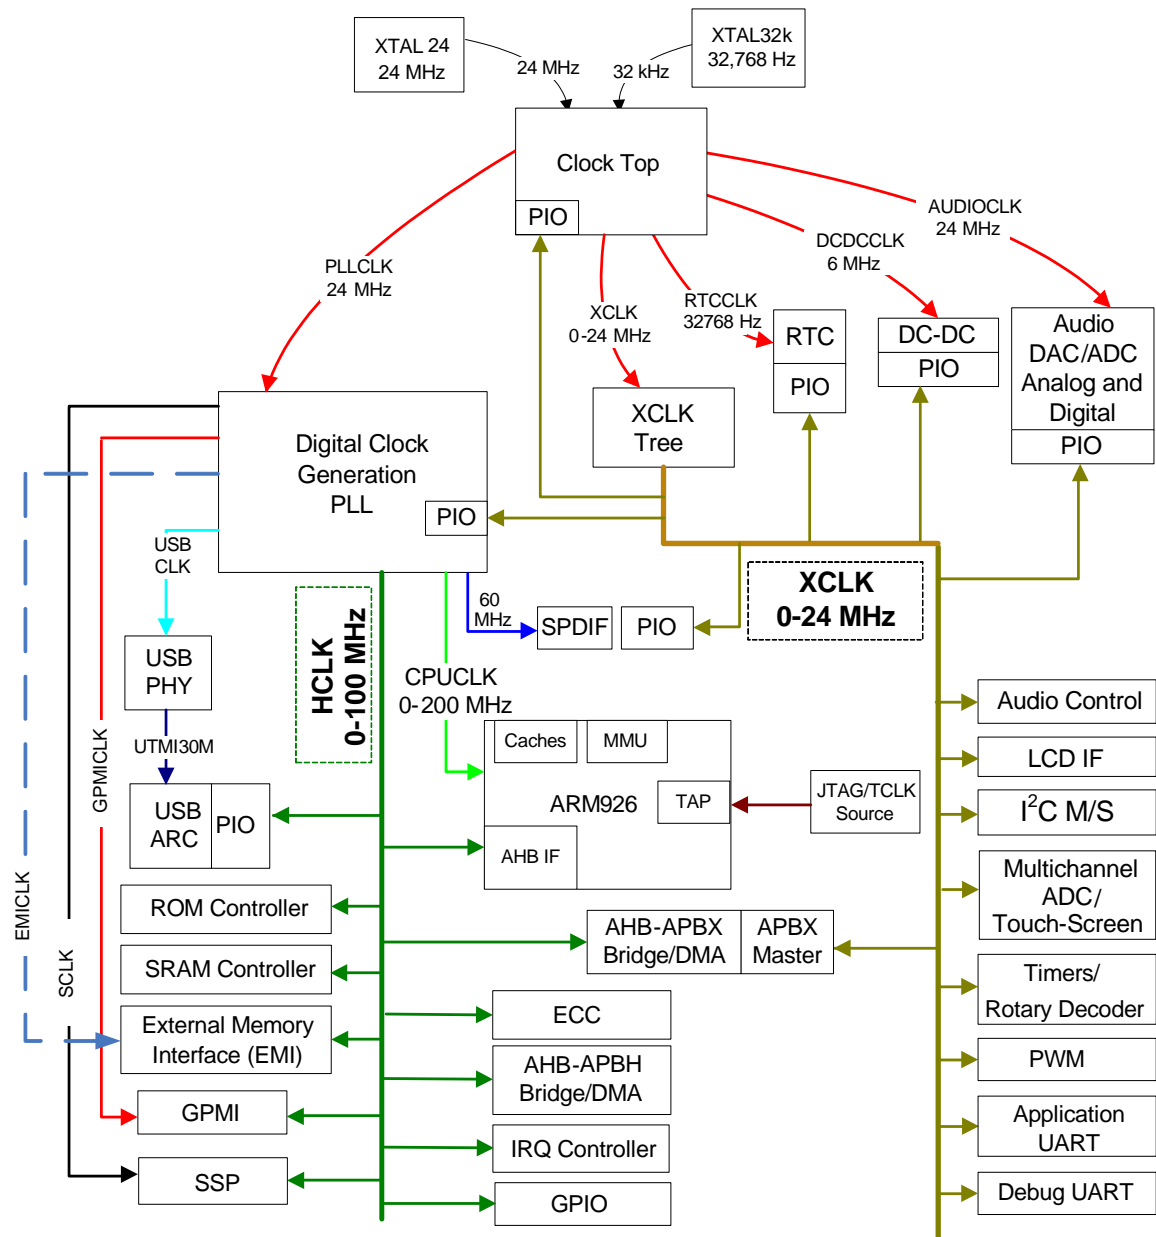 XTAL 24
24 MHz
XTAL32k
32,768 Hz
24 MHz
32 kHz
Clock Top
PIO
AUDIOCLK
24 MHz
DCDCCLK
6 MHz
PLLCLK
24 MHz
RTCCLK
32768 Hz
XCLK
0-24 MHz
RTC
PIO
DC-DC
PIO
Audio
DAC/ADC
Analog and
Digital
PIO
XCLK
Tree
Digital Clock
Generation
PLL
PIO
USB
CLK
60
MHz
SPDIF
PIO
XCLK
0-24 MHz
HCLK
0-100 MHz
USB
PHY
CPUCLK
0-200 MHz
UTMI30M
USB
ARC
PIO
Caches
MMU
ARM926
TAP
AHB IF
JTAG/TCLK
Source
GPMICLK
EMICLK
SCLK
Audio Control
LCD IF
I2C M/S
Multichannel
ADC/
Touch-Screen
Timers/
Rotary Decoder
PWM
Application
UART
Debug UART
ROM Controller
SRAM Controller
External Memory
Interface (EMI)
GPMI
SSP
AHB-APBX
Bridge/DMA
APBX
Master
ECC
AHB-APBH
Bridge/DMA
IRQ Controller
GPIO